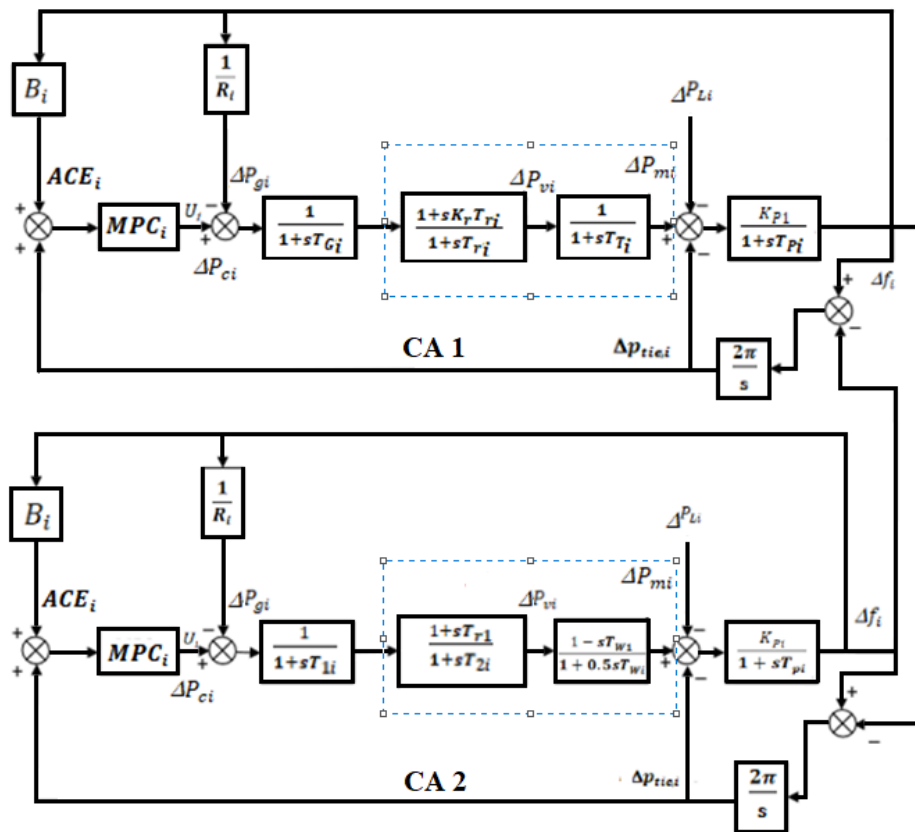 B_i
1
R_i
ΔP_Li
ACE_i
ΔP_gi
ΔP_vi
ΔP_mi
+
+
MPC_i
U_i
−
+
ΔP_ci
1
1+sT_Gi
1+sK_rT_ri
1+sT_ri
1
1+sT_Ti
+
−
−
K_P1
1+sT_Pi
Δf_i
+
−
CA 1
Δp_tie,i
2π
s
B_i
1
R_i
ΔP_Li
ACE_i
ΔP_gi
ΔP_vi
ΔP_mi
Δf_i
+
+
MPC_i
−
+
ΔP_ci
1
1+sT_1i
1+sT_r1
1+sT_2i
1 − sT_W1
1 + 0.5sT_Wi
+
−
−
K_Pi
1 + sT_pi
+
−
CA 2
Δp_tie,i
2π
s